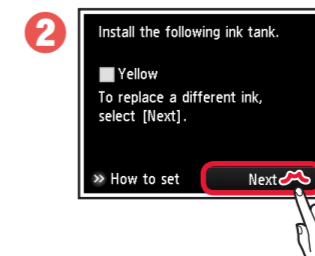 2
Install the following ink tank.
Yellow
To replace a different ink,
select [Next].
» How to set Next